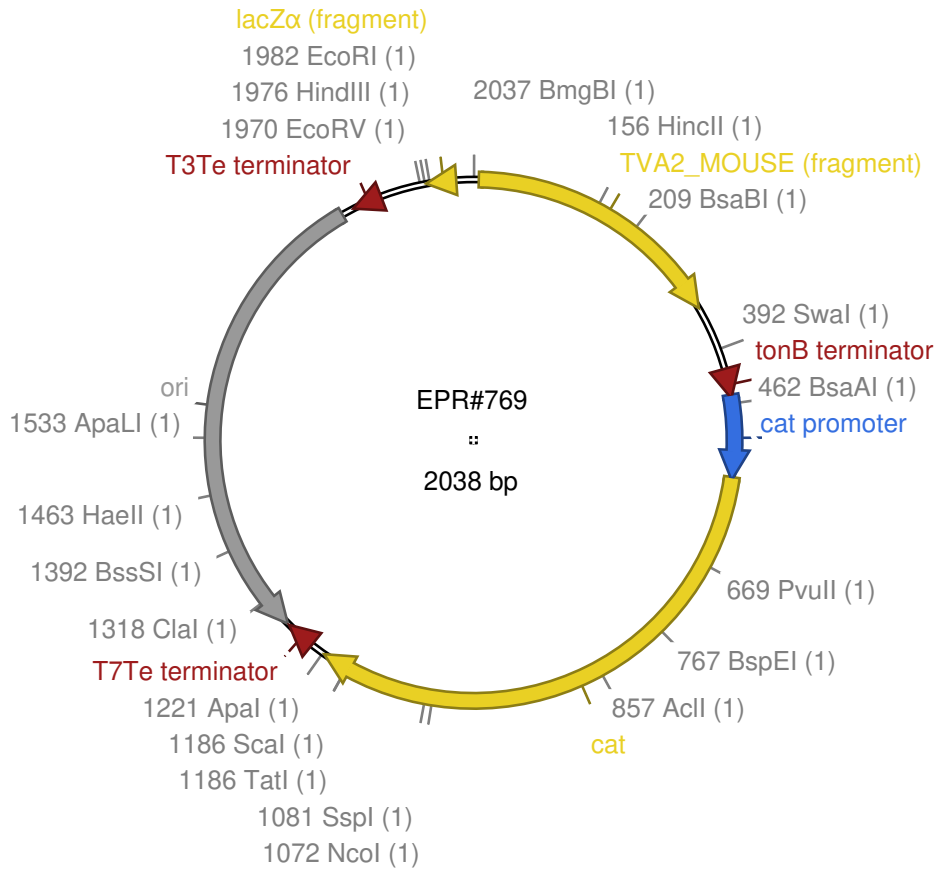 lacZα (fragment)
1982 EcoRI (1)
1976 HindIII (1)
1970 EcoRV (1)
T3Te terminator
2037 BmgBI (1)
156 HincII (1)
TVA2_MOUSE (fragment)
209 BsaBI (1)
392 SwaI (1)
tonB terminator
462 BsaAI (1)
cat promoter
EPR#769
2038 bp
ori
1533 ApaLI (1)
1463 HaeII (1)
1392 BssSI (1)
1318 ClaI (1)
T7Te terminator
1221 ApaI (1)
1186 ScaI (1)
1186 TatI (1)
1081 SspI (1)
1072 NcoI (1)
669 PvuII (1)
767 BspEI (1)
857 AclI (1)
cat